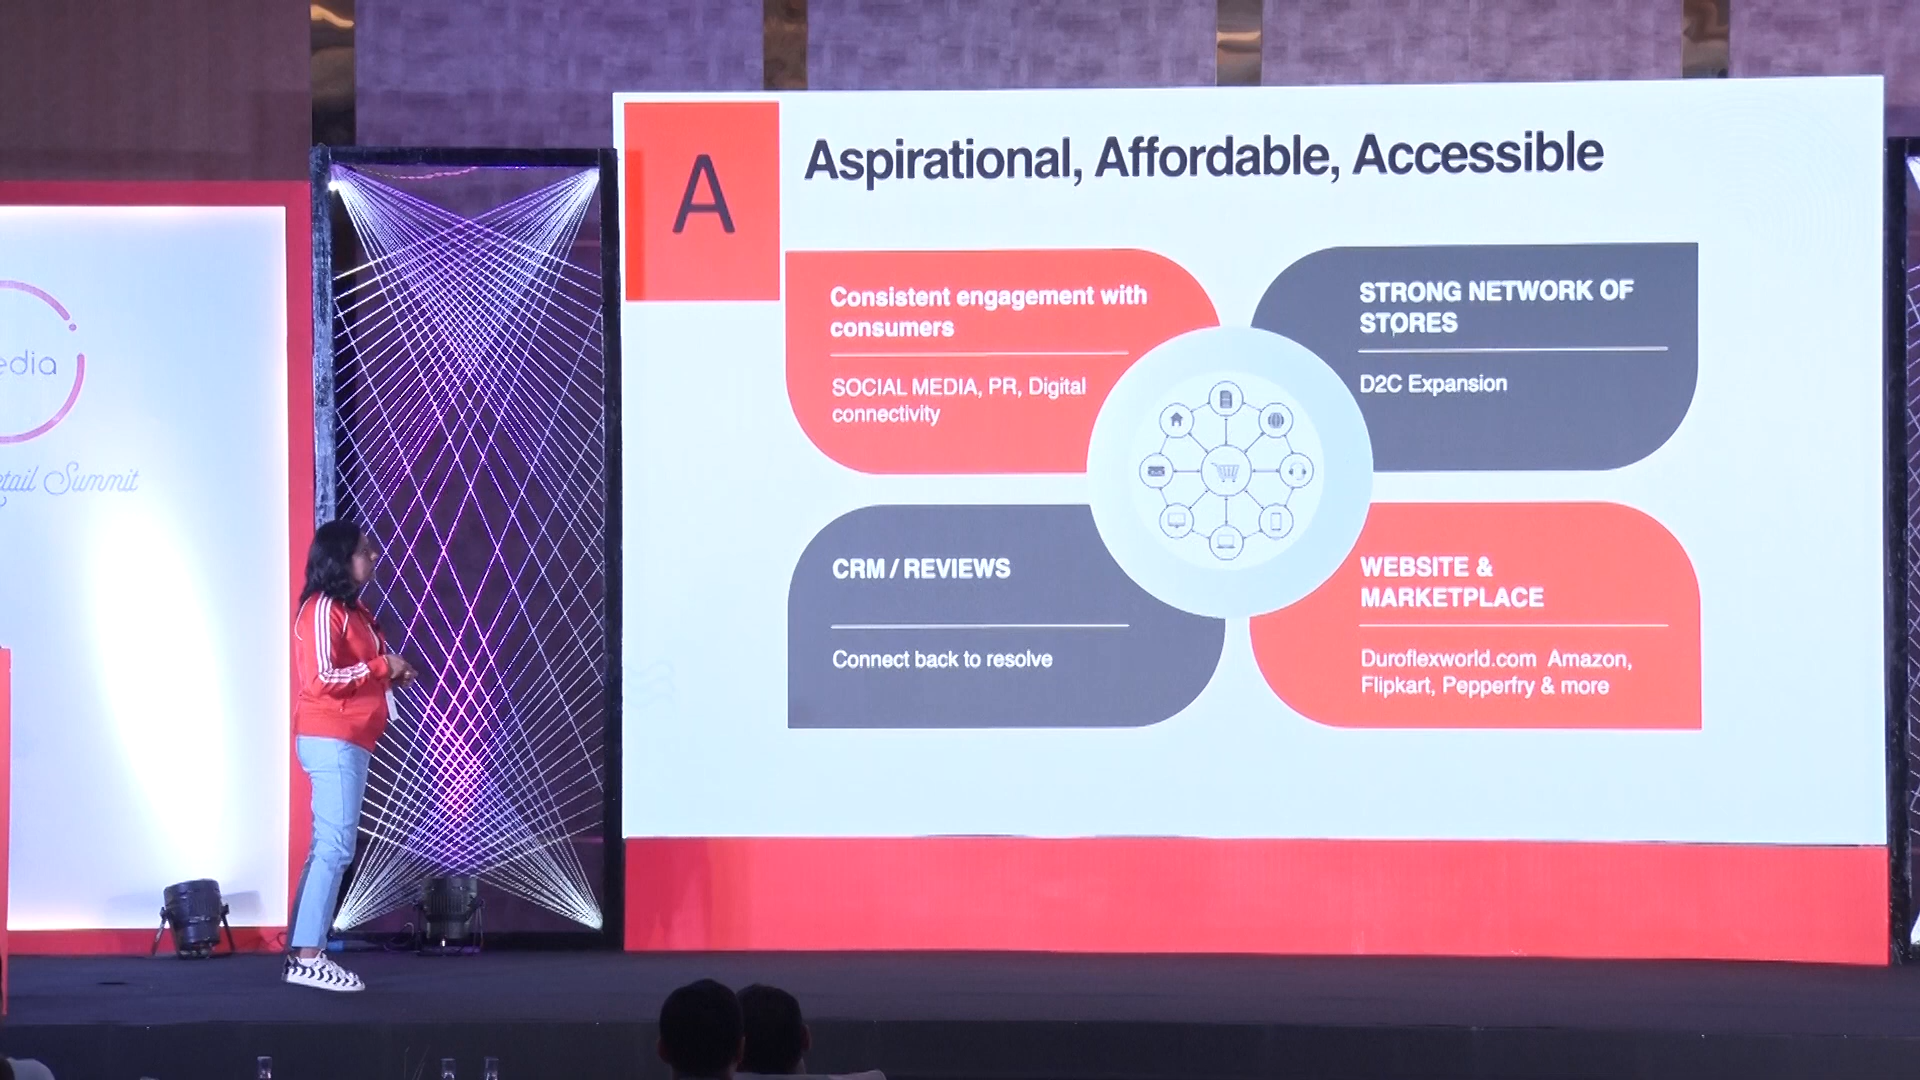 A
Aspirational, Affordable, Accessible
Consistent engagement with
consumers
SOCIAL MEDIA, PR, Digital
connectivity
STRONG NETWORK OF
STORES
D2C Expansion
CRM / REVIEWS
Connect back to resolve
WEBSITE &
MARKETPLACE
Duroflexworld.com Amazon,
Flipkart, Pepperfry & more
edia
etail Summit